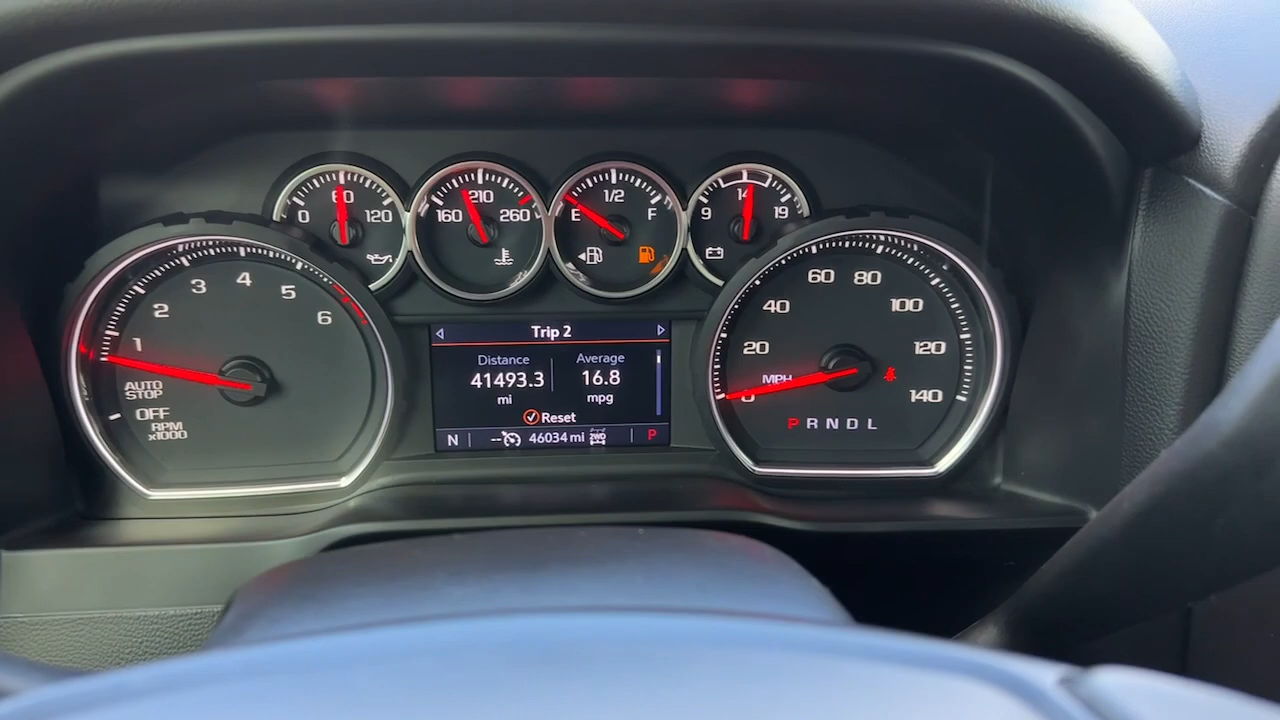 0 60 120
160 210 260
E 1/2 F
9 14 19
1 2 3 4 5 6
AUTO
STOP
OFF
RPM
x1000
Trip 2
Distance Average
41493.3 16.8
mi mpg
Reset
N -- 46034 mi 2WD P
0 20 40 60 80 100 120 140
MPH
P R N D L